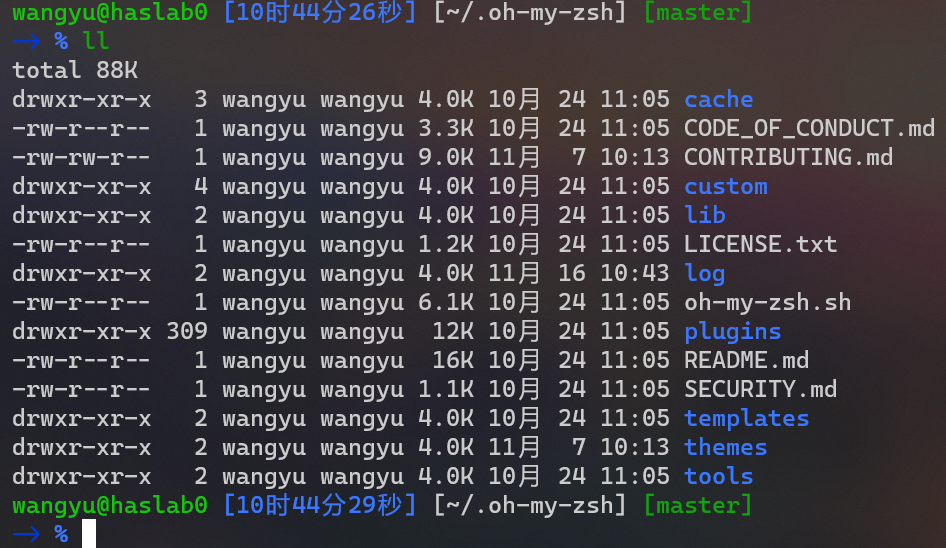 wangyu@haslab0 [10时44分26秒] [~/.oh-my-zsh] [master]
—> % ll
total 88K
drwxr-xr-x   3 wangyu wangyu 4.0K 10月 24 11:05 cache
-rw-r--r--   1 wangyu wangyu 3.3K 10月 24 11:05 CODE_OF_CONDUCT.md
-rw-rw-r--   1 wangyu wangyu 9.0K 11月  7 10:13 CONTRIBUTING.md
drwxr-xr-x   4 wangyu wangyu 4.0K 10月 24 11:05 custom
drwxr-xr-x   2 wangyu wangyu 4.0K 10月 24 11:05 lib
-rw-r--r--   1 wangyu wangyu 1.2K 10月 24 11:05 LICENSE.txt
drwxr-xr-x   2 wangyu wangyu 4.0K 11月 16 10:43 log
-rw-r--r--   1 wangyu wangyu 6.1K 10月 24 11:05 oh-my-zsh.sh
drwxr-xr-x 309 wangyu wangyu  12K 10月 24 11:05 plugins
-rw-r--r--   1 wangyu wangyu  16K 10月 24 11:05 README.md
-rw-r--r--   1 wangyu wangyu 1.1K 10月 24 11:05 SECURITY.md
drwxr-xr-x   2 wangyu wangyu 4.0K 10月 24 11:05 templates
drwxr-xr-x   2 wangyu wangyu 4.0K 11月  7 10:13 themes
drwxr-xr-x   2 wangyu wangyu 4.0K 10月 24 11:05 tools
wangyu@haslab0 [10时44分29秒] [~/.oh-my-zsh] [master]
—> %